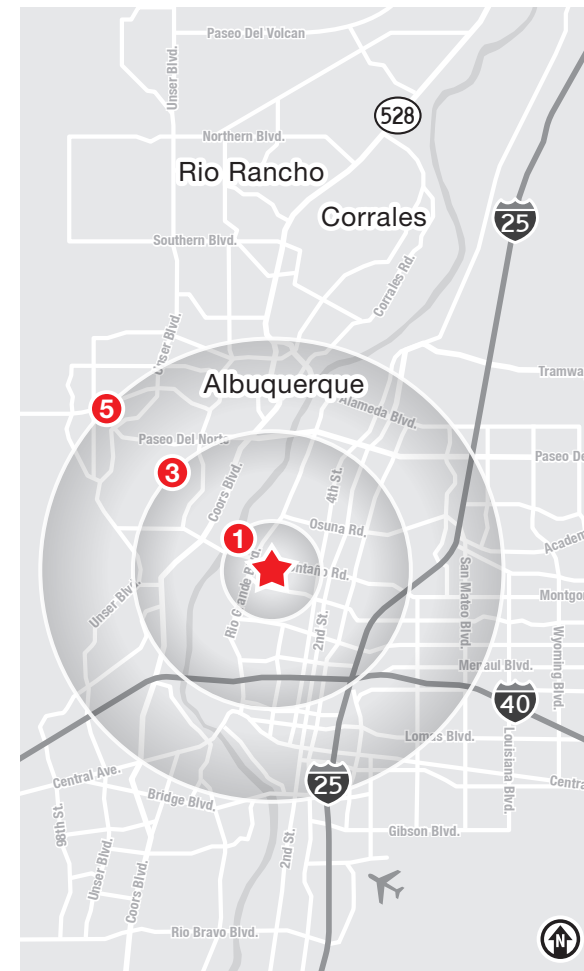 Paseo Del Volcan
Unser Blvd.
528
Northern Blvd.
Rio Rancho
Corrales
25
Southern Blvd.
Corrales Rd.
Unser Blvd.
Tramwa
Albuquerque
5
Alameda Blvd.
Paseo Del Norte
Paseo De
3
Coors Blvd.
4th St.
1
Osuna Rd.
Academ
Montaño Rd.
Rio Grande Blvd.
San Mateo Blvd.
Montgo
Unser Blvd.
2nd St.
Wyoming Blvd.
Menaul Blvd.
40
Lomas Blvd.
Louisiana Blvd.
Central Ave.
25
Centra
Bridge Blvd.
98th St.
Gibson Blvd.
2nd St.
Unser Blvd.
Coors Blvd.
Rio Bravo Blvd.
N